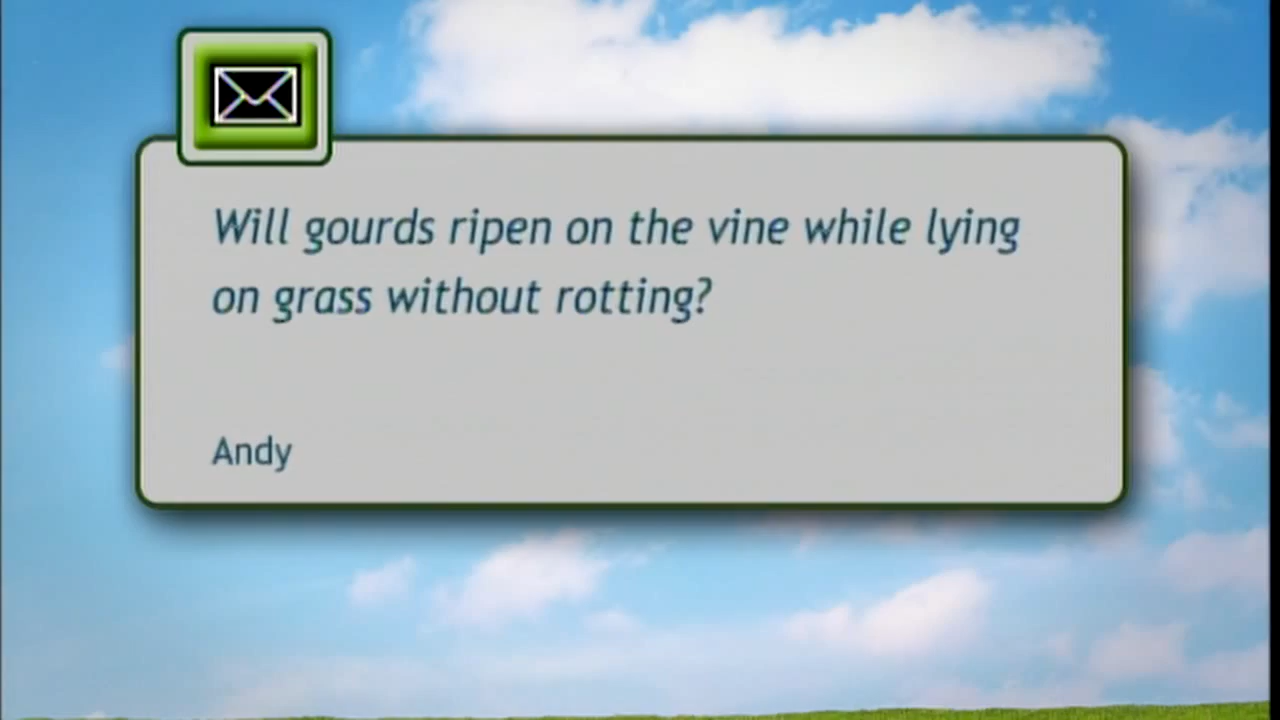 Will gourds ripen on the vine while lying
on grass without rotting?
Andy